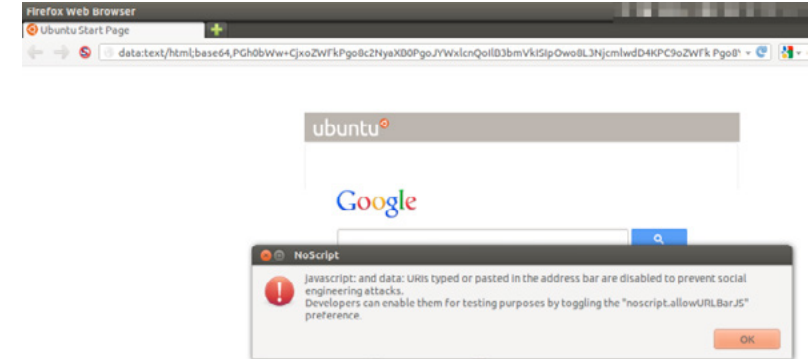 Firefox Web Browser
Ubuntu Start Page
data:text/html;base64,
ubuntu
Google
NoScript
javascript: and data: URIs typed or pasted in the address bar are disabled to prevent social
engineering attacks.
Developers can enable them for testing purposes by toggling the "noscript.allowURLBarJS"
preference.
OK